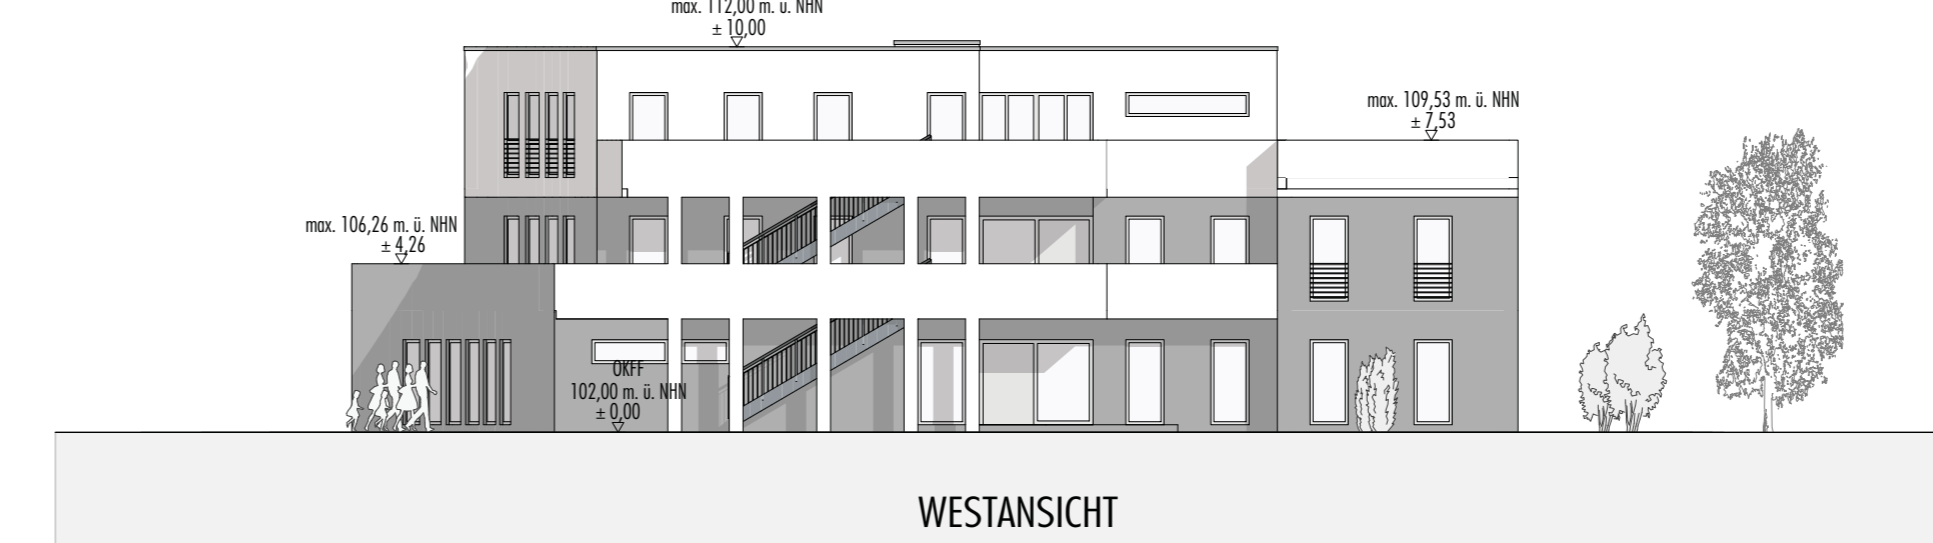 max. 112,00 m. ü. NHN
± 10,00
max. 109,53 m. ü. NHN
± 7,53
max. 106,26 m. ü. NHN
± 4,26
OKFF
102,00 m. ü. NHN
± 0,00
WESTANSICHT